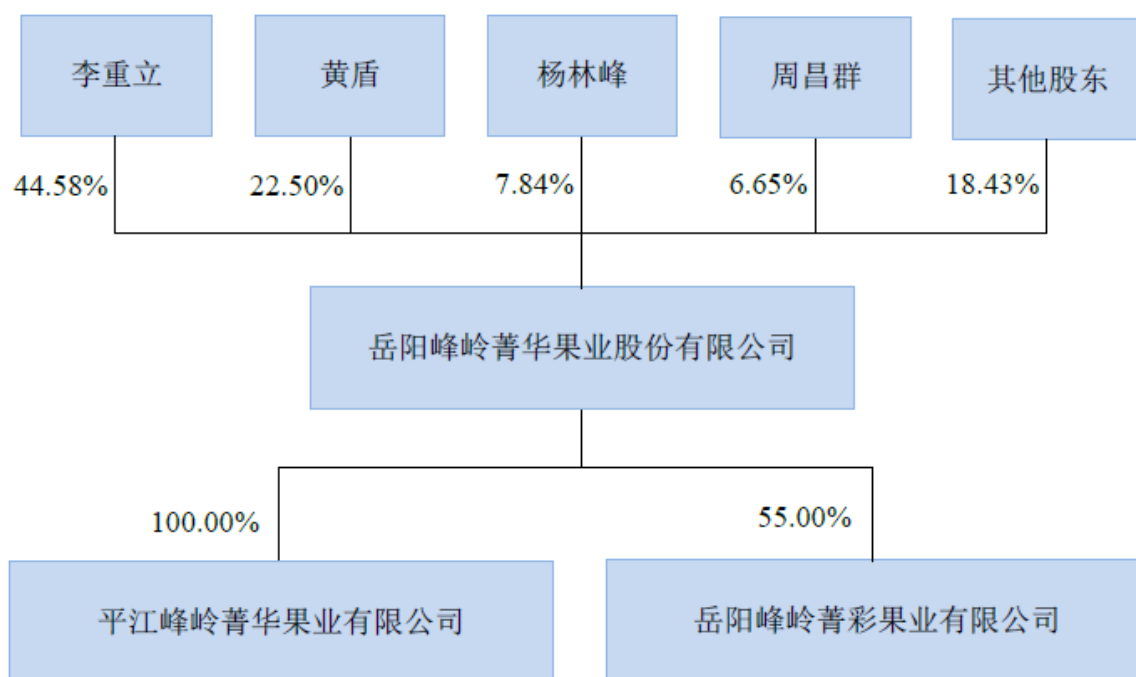 李重立
黄盾
杨林峰
周昌群
其他股东
44.58%
22.50%
7.84%
6.65%
18.43%
岳阳峰岭菁华果业股份有限公司
100.00%
55.00%
平江峰岭菁华果业有限公司
岳阳峰岭菁彩果业有限公司